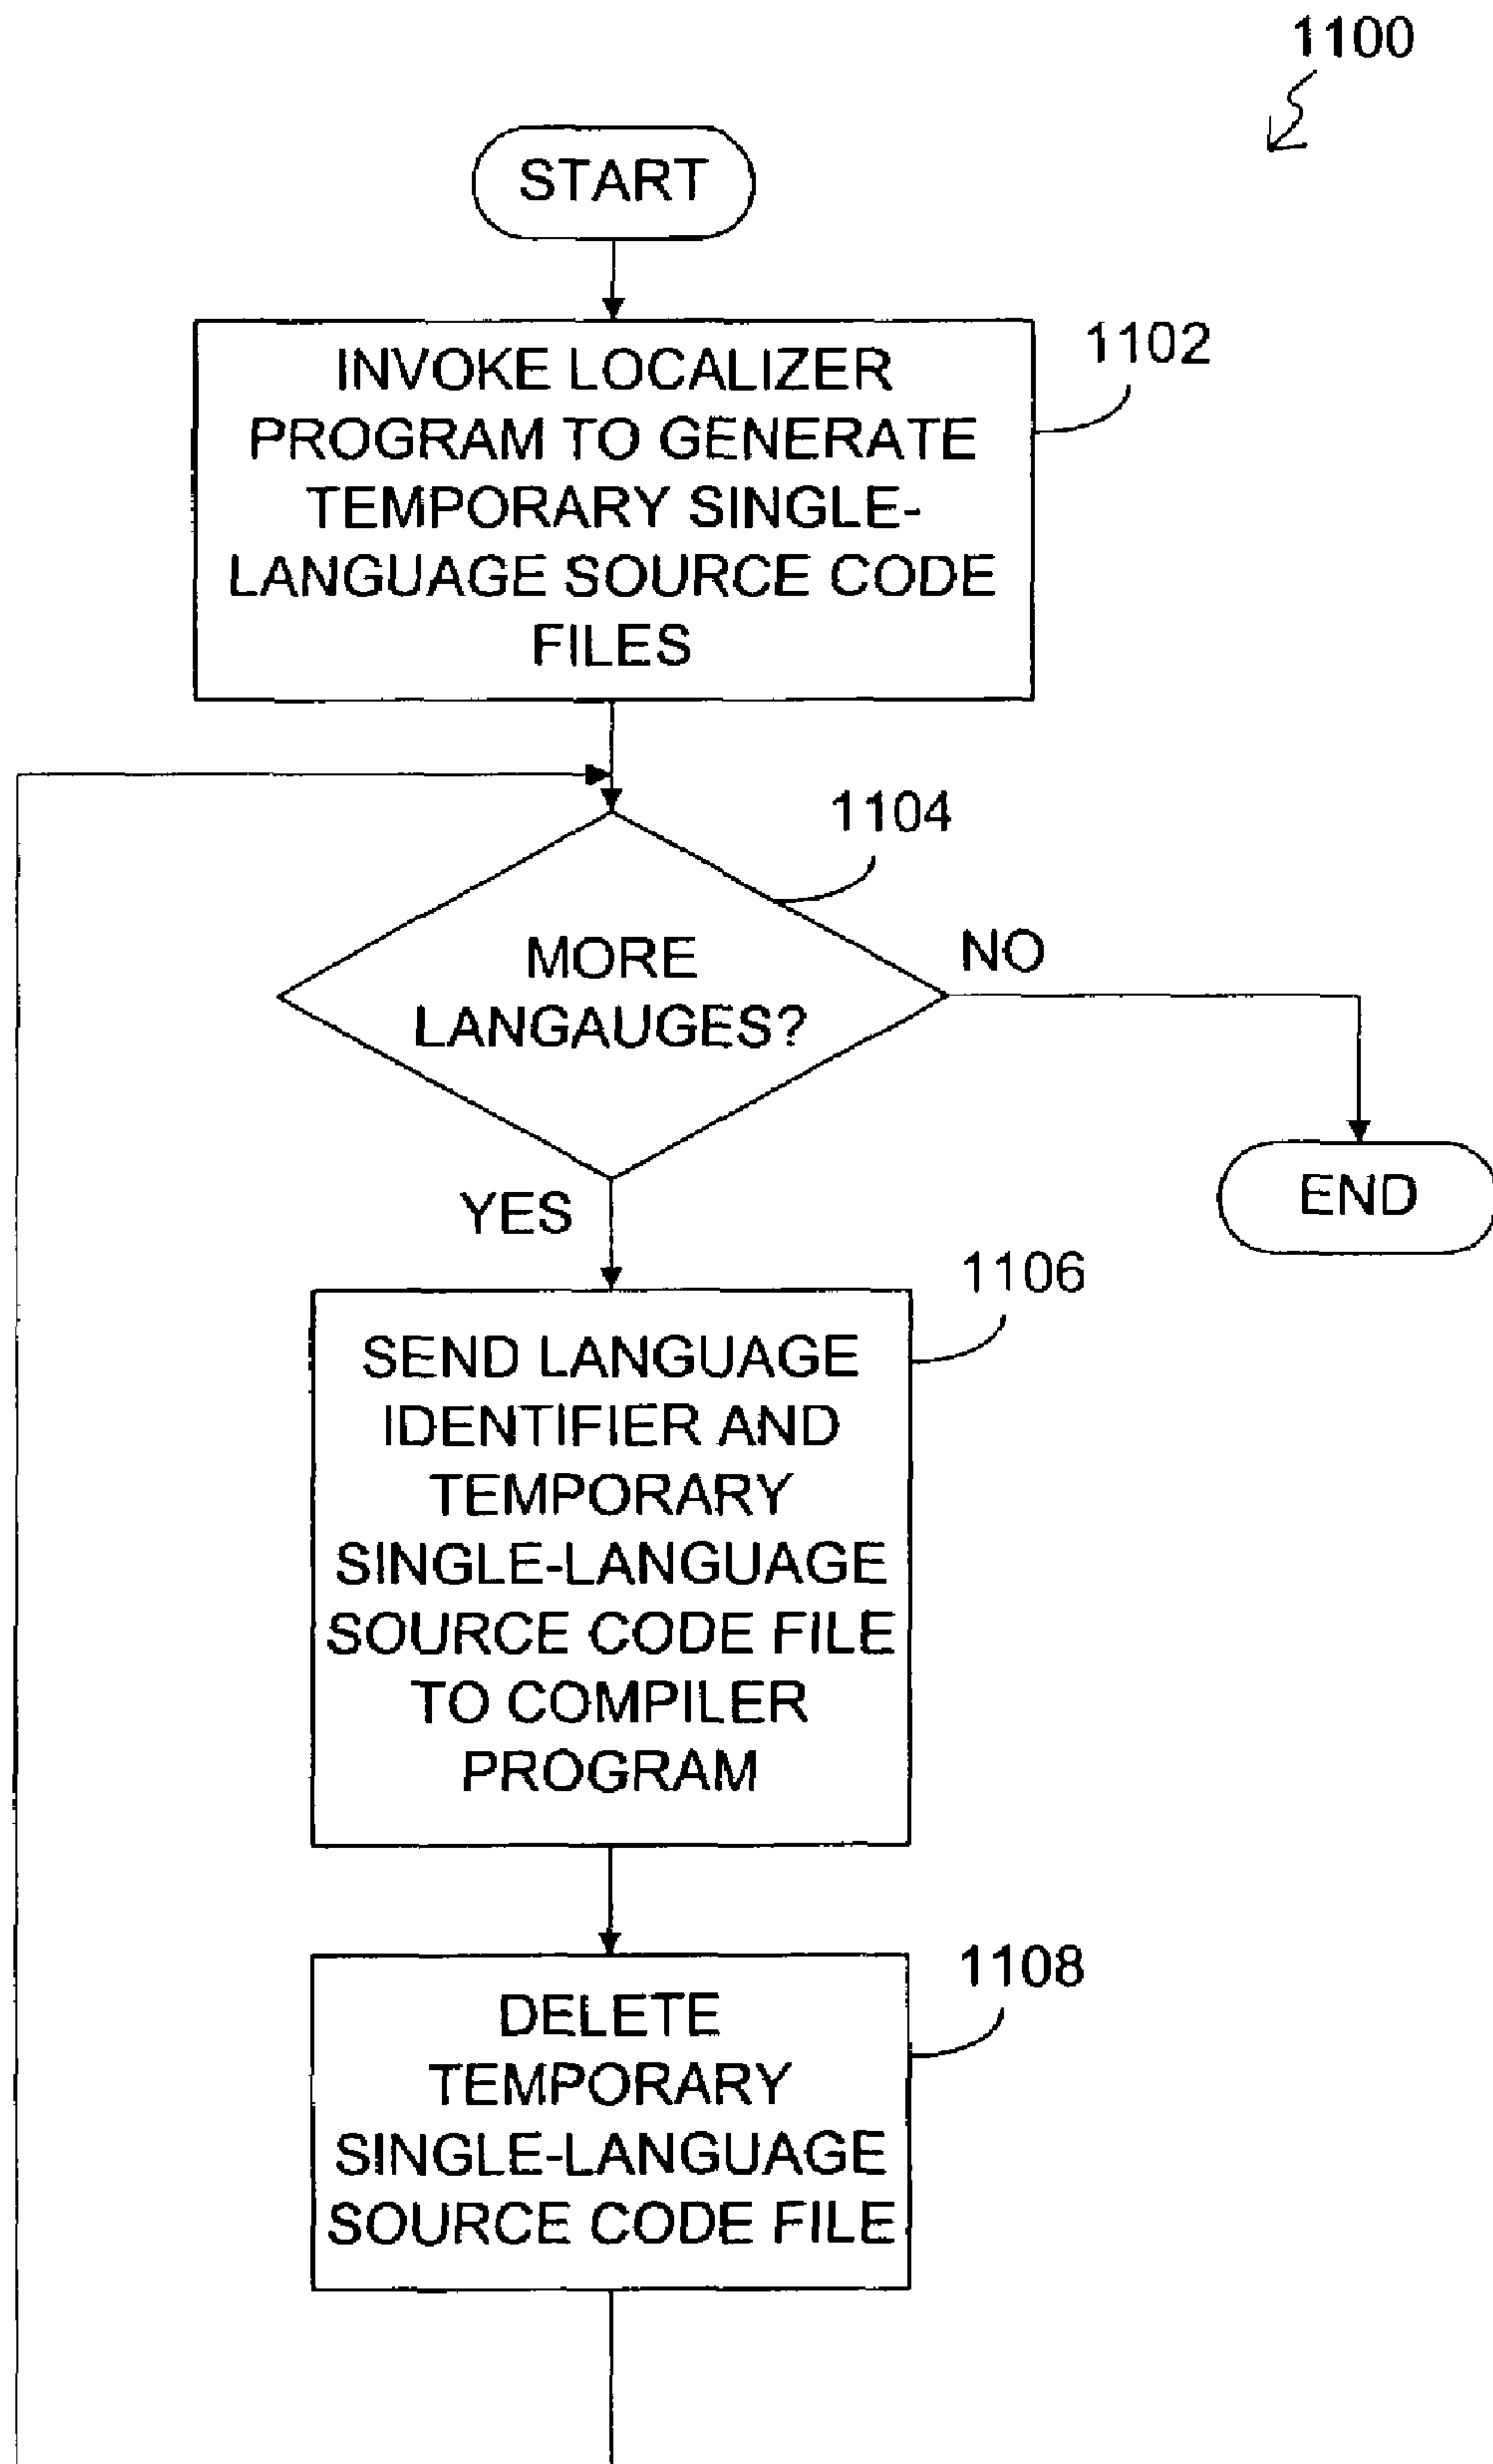 1100
START
INVOKE LOCALIZER
PROGRAM TO GENERATE
TEMPORARY SINGLE-
LANGUAGE SOURCE CODE
FILES
1102
1104
MORE
LANGAUGES?
NO
YES
END
1106
SEND LANGUAGE
IDENTIFIER AND
TEMPORARY
SINGLE-LANGUAGE
SOURCE CODE FILE
TO COMPILER
PROGRAM
1108
DELETE
TEMPORARY
SINGLE-LANGUAGE
SOURCE CODE FILE